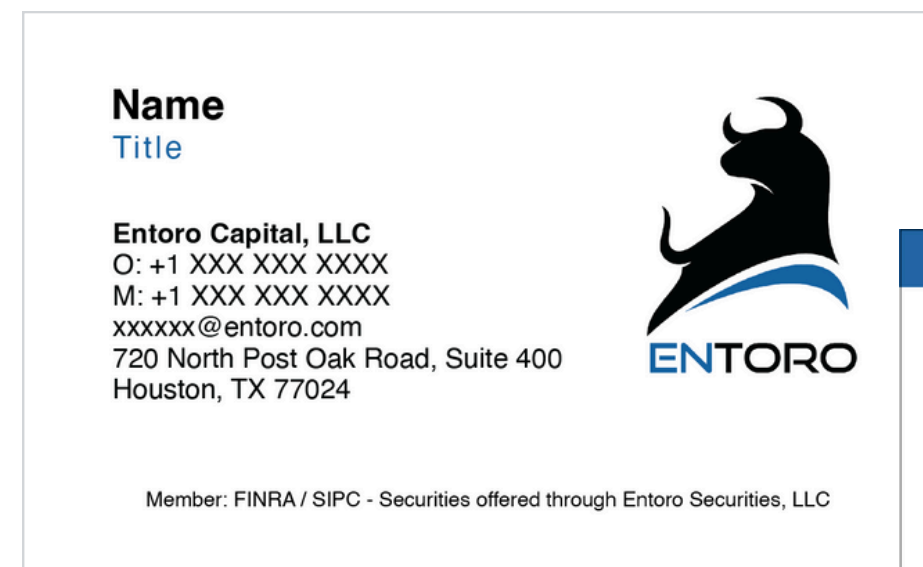 Name
Title
Entoro Capital, LLC
O: +1 XXX XXX XXXX
M: +1 XXX XXX XXXX
xxxxxx@entoro.com
720 North Post Oak Road, Suite 400
Houston, TX 77024
ENTORO
Member: FINRA / SIPC - Securities offered through Entoro Securities, LLC